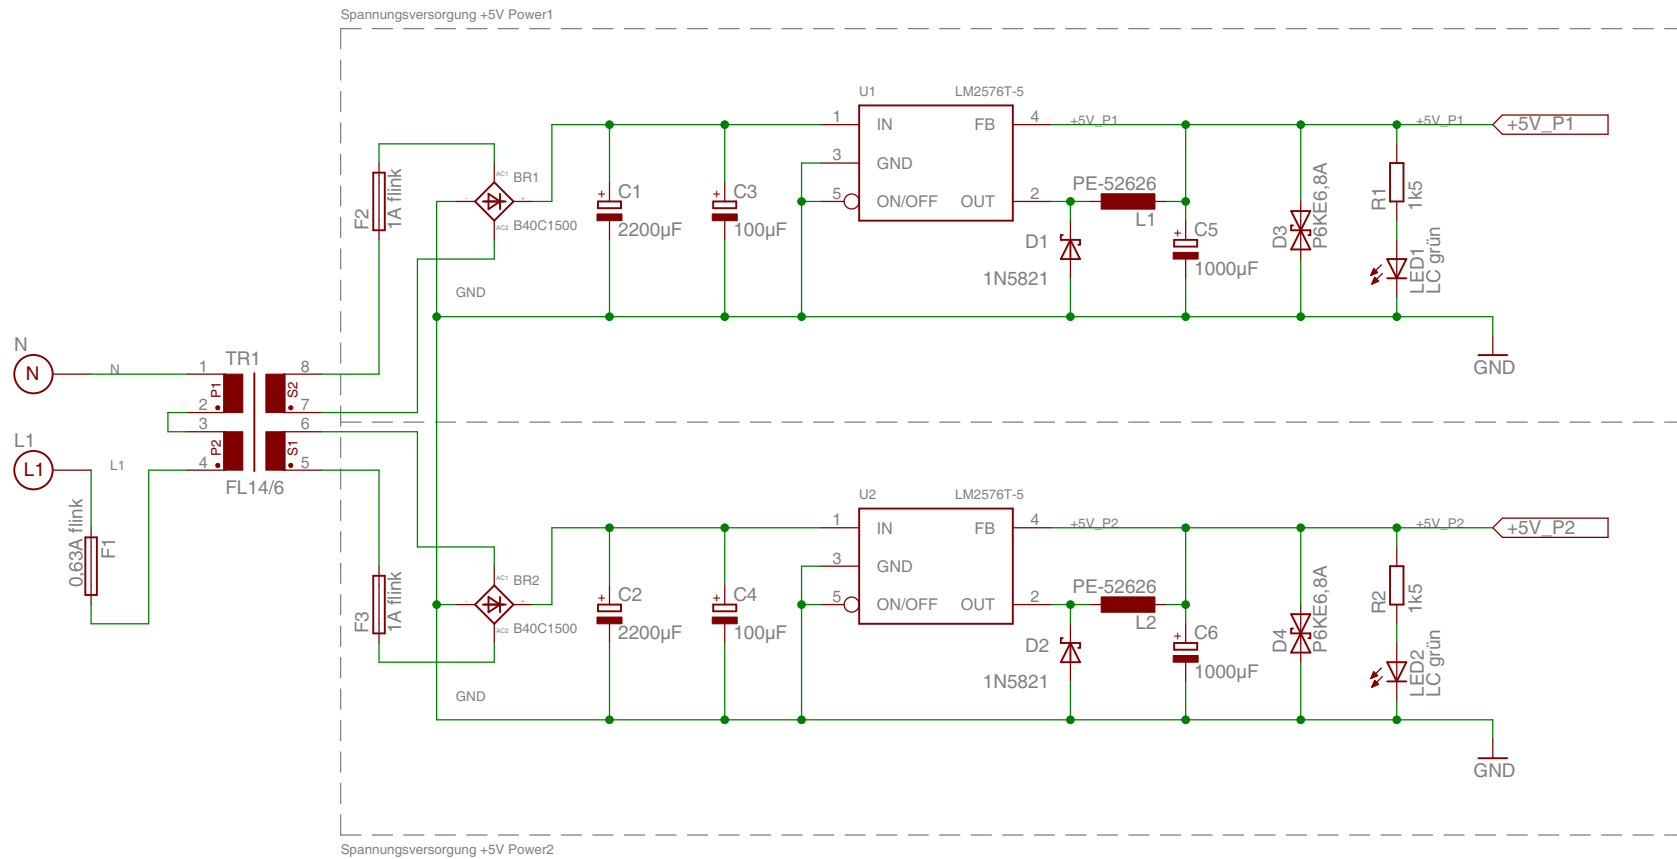 Spannungsversorgung +5V Power1
U1 LM2576T-5
1 IN FB 4 +5V_P1 +5V_P1 +5V_P1
3 GND
5 ON/OFF OUT 2
F2 1A flink
AC1 BR1
- +
AC2 B40C1500
+ C1
2200µF
+ C3
100µF
PE-52626
L1
D1
1N5821
+ C5
1000µF
D3
P6KE6,8A
R1
1k5
LED1
LC grün
GND
GND
N
N N
TR1
1 8
P1 S2
2 7
3 6
P2 S1
4 5
FL14/6
L1
L1 L1
0,63A flink
F1
U2 LM2576T-5
1 IN FB 4 +5V_P2 +5V_P2 +5V_P2
3 GND
5 ON/OFF OUT 2
F3 1A flink
AC1 BR2
- +
AC2 B40C1500
+ C2
2200µF
+ C4
100µF
PE-52626
L2
D2
1N5821
+ C6
1000µF
D4
P6KE6,8A
R2
1k5
LED2
LC grün
GND
GND
Spannungsversorgung +5V Power2